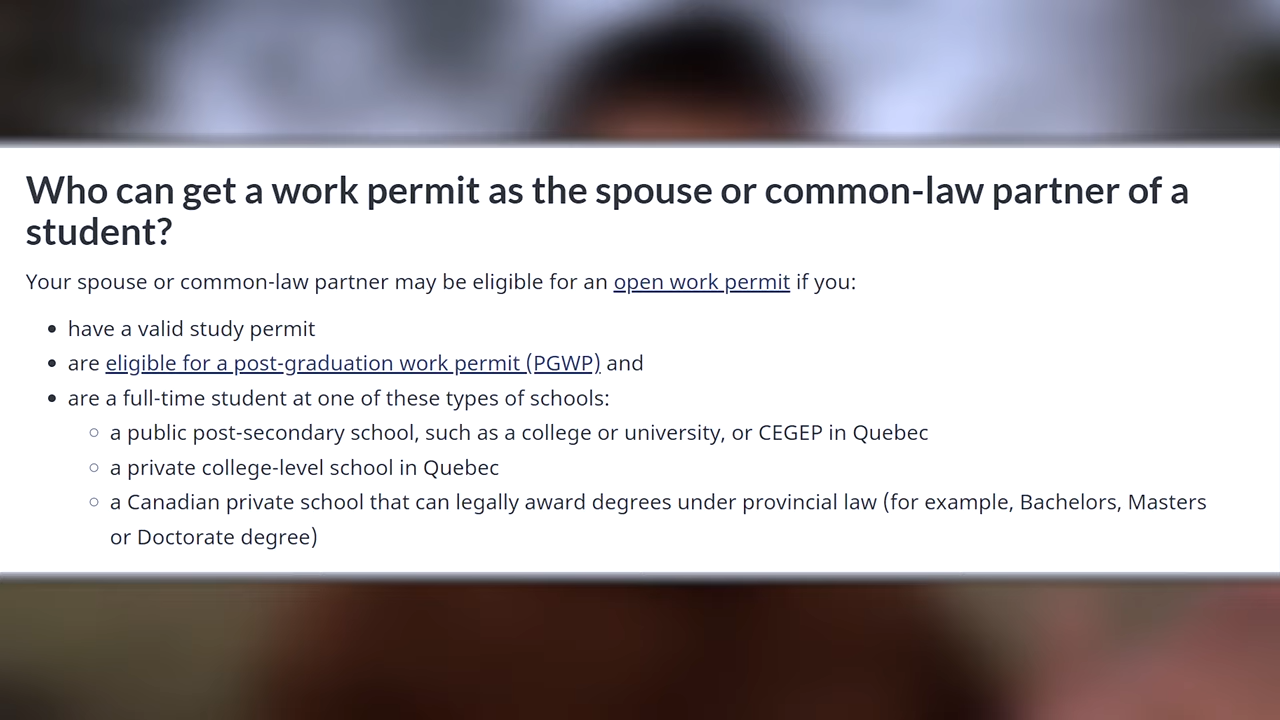 Who can get a work permit as the spouse or common-law partner of a
student?
Your spouse or common-law partner may be eligible for an open work permit if you:
have a valid study permit
are eligible for a post-graduation work permit (PGWP) and
are a full-time student at one of these types of schools:
a public post-secondary school, such as a college or university, or CEGEP in Quebec
a private college-level school in Quebec
a Canadian private school that can legally award degrees under provincial law (for example, Bachelors, Masters
or Doctorate degree)